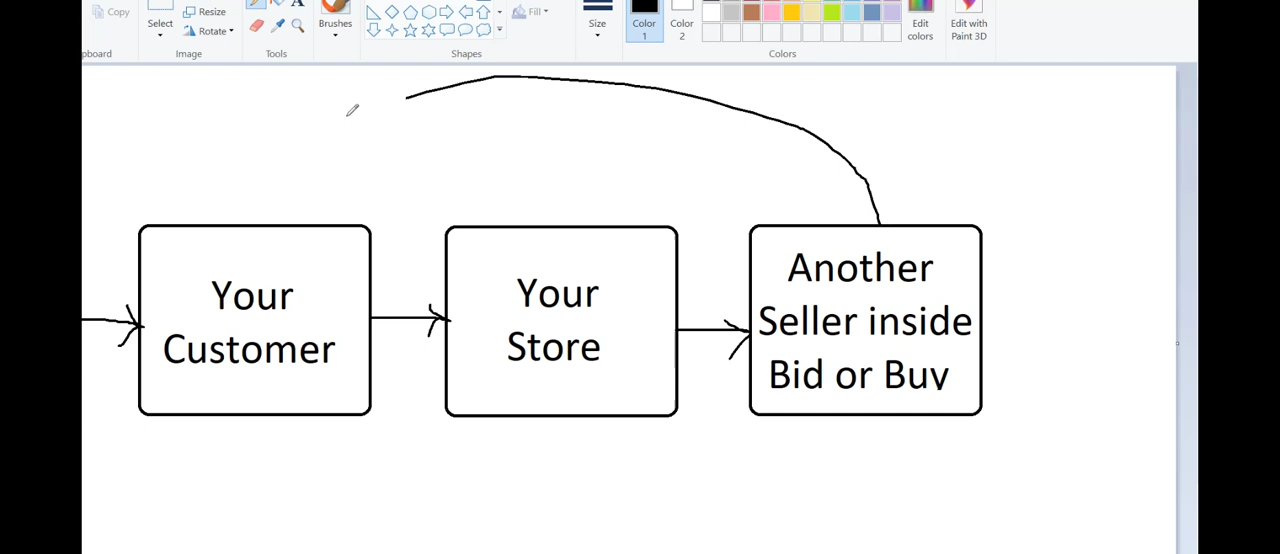 Copy
pboard
Select
Resize
Rotate
Image
A
Tools
Brushes
Fill
Shapes
Size
Color
1
Color
2
Edit
colors
Edit with
Paint 3D
Colors
Your
Customer
Your
Store
Another
Seller inside
Bid or Buy